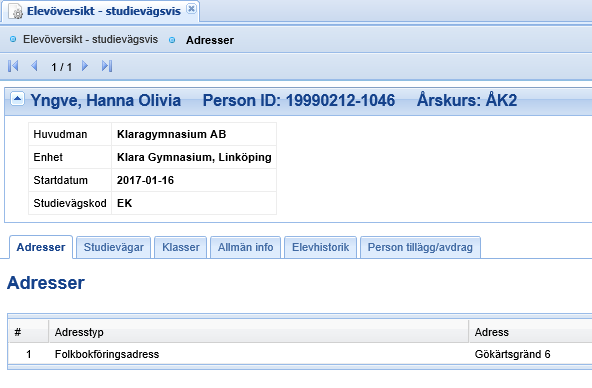 Elevöversikt - studievägsvis
Elevöversikt - studievägsvis Adresser
1 / 1
Yngve, Hanna Olivia Person ID: 19990212-1046 Årskurs: ÅK2
Huvudman Klaragymnasium AB
Enhet Klara Gymnasium, Linköping
Startdatum 2017-01-16
Studievägskod EK
Adresser Studievägar Klasser Allmän info Elevhistorik Person tillägg/avdrag
Adresser
# Adresstyp Adress
1 Folkbokföringsadress Gökärtsgränd 6